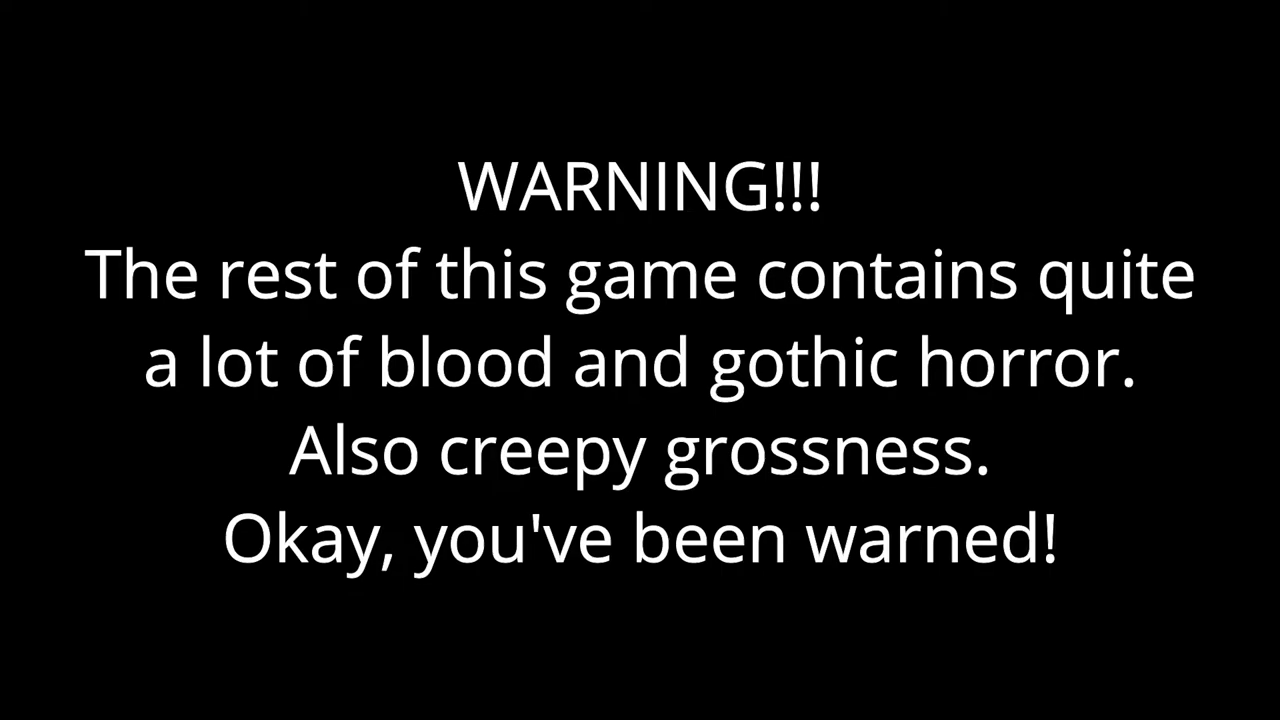 WARNING!!!
The rest of this game contains quite
a lot of blood and gothic horror.
Also creepy grossness.
Okay, you've been warned!